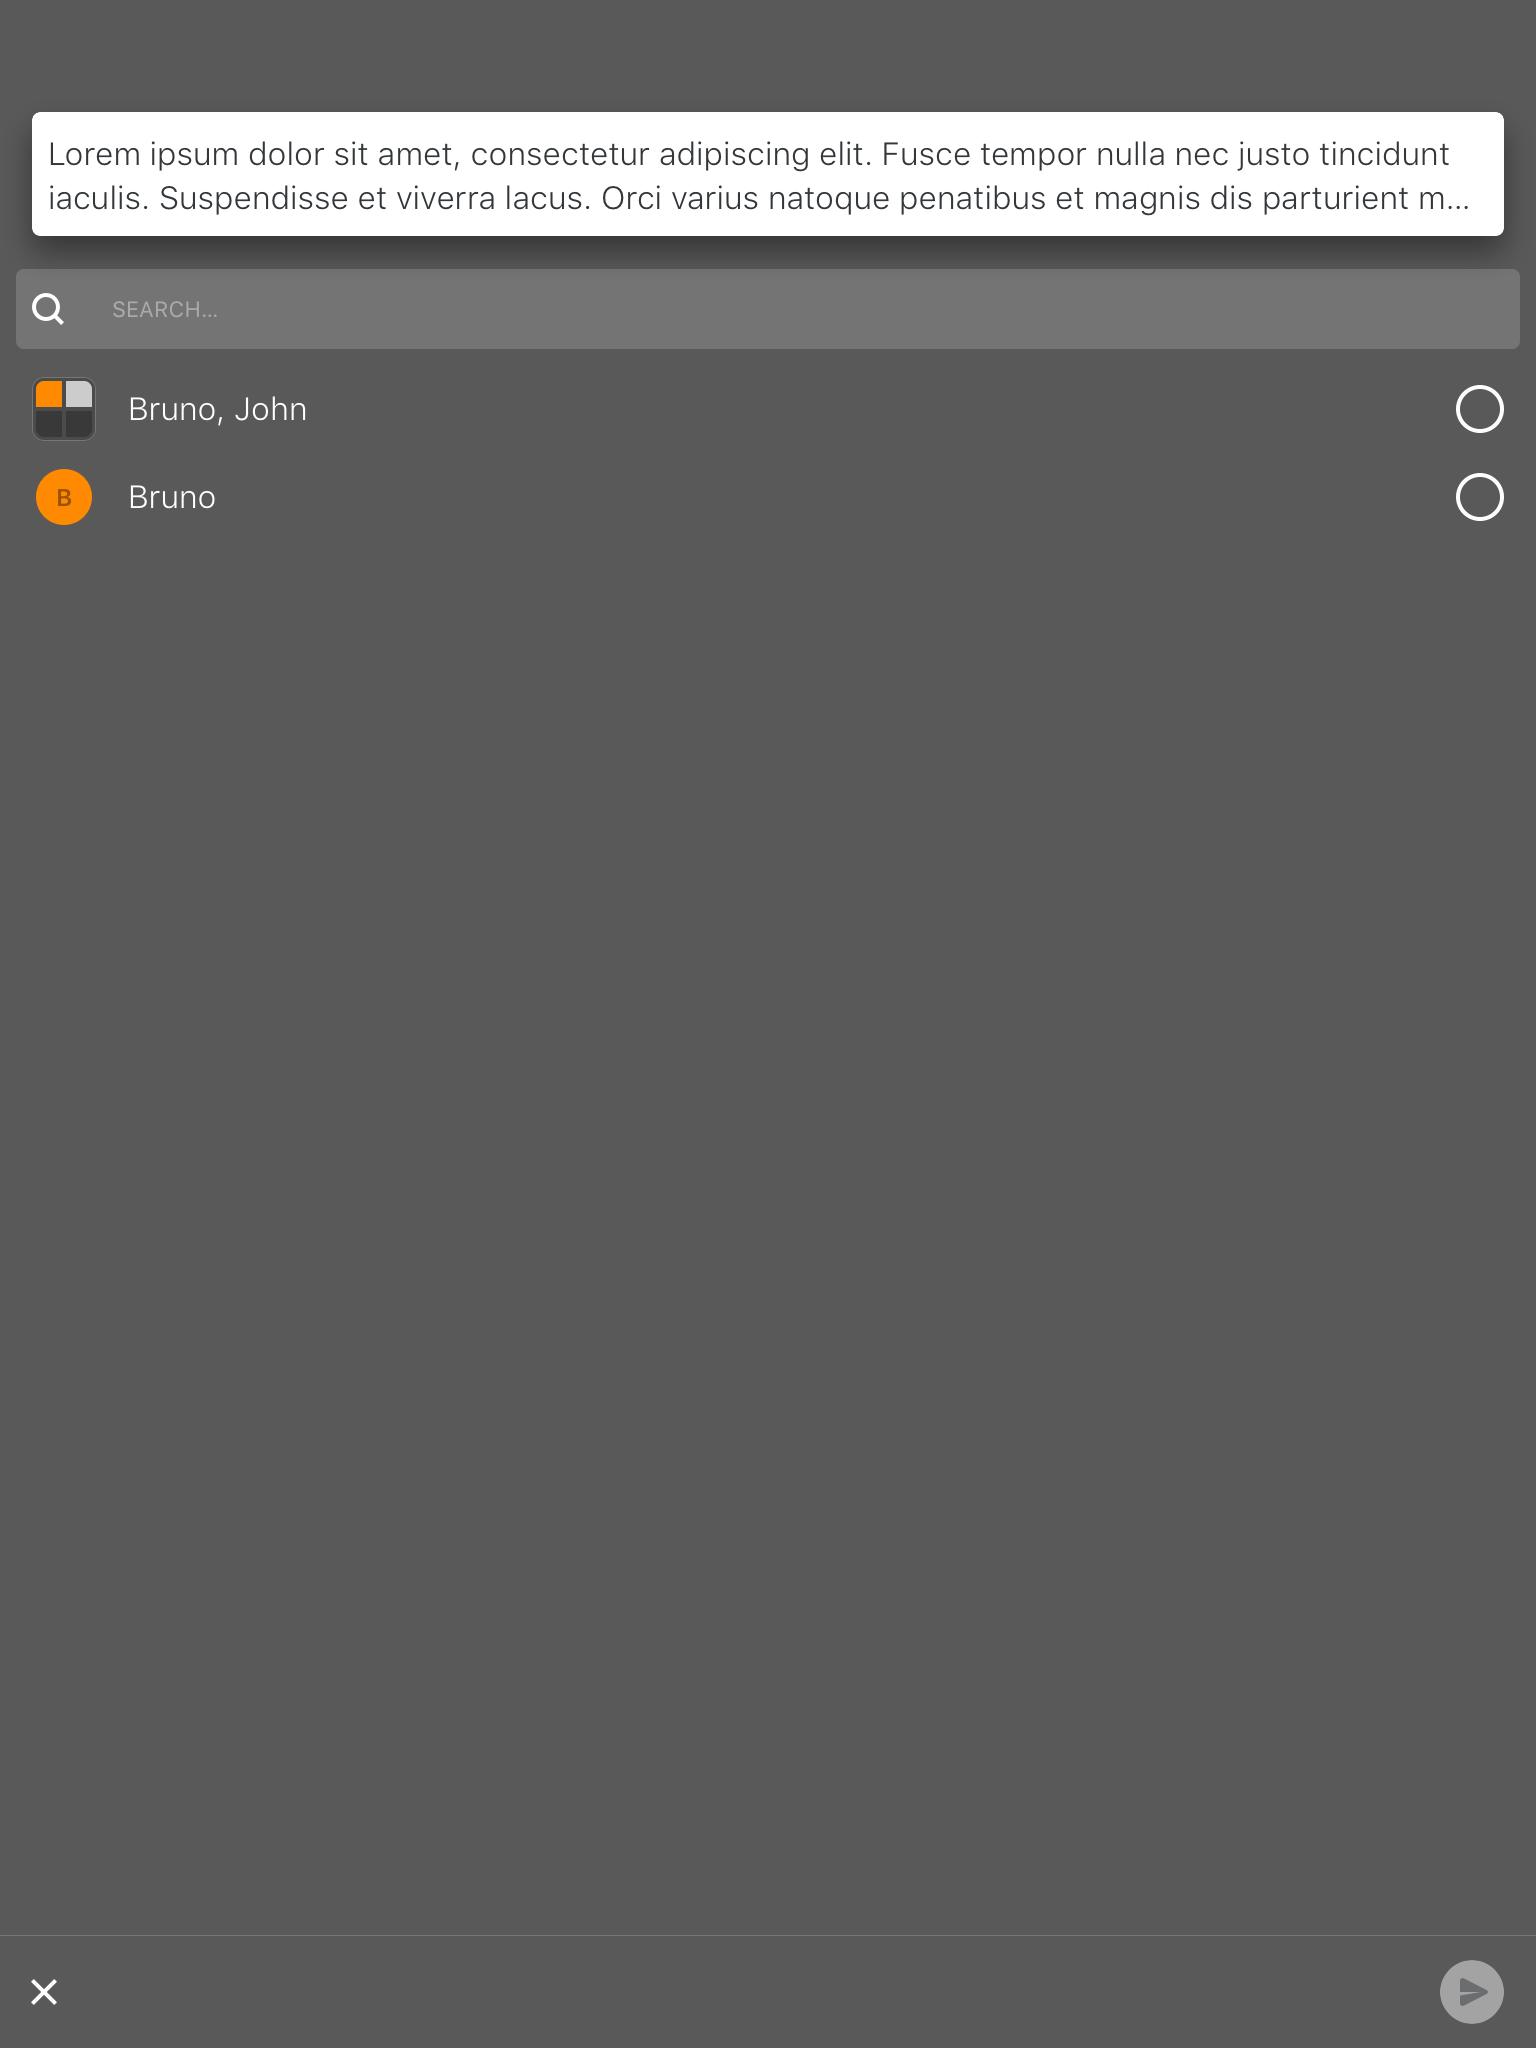 Lorem ipsum dolor sit amet, consectetur adipiscing elit. Fusce tempor nulla nec justo tincidunt
iaculis. Suspendisse et viverra lacus. Orci varius natoque penatibus et magnis dis parturient m...
SEARCH...
Bruno, John
B
Bruno